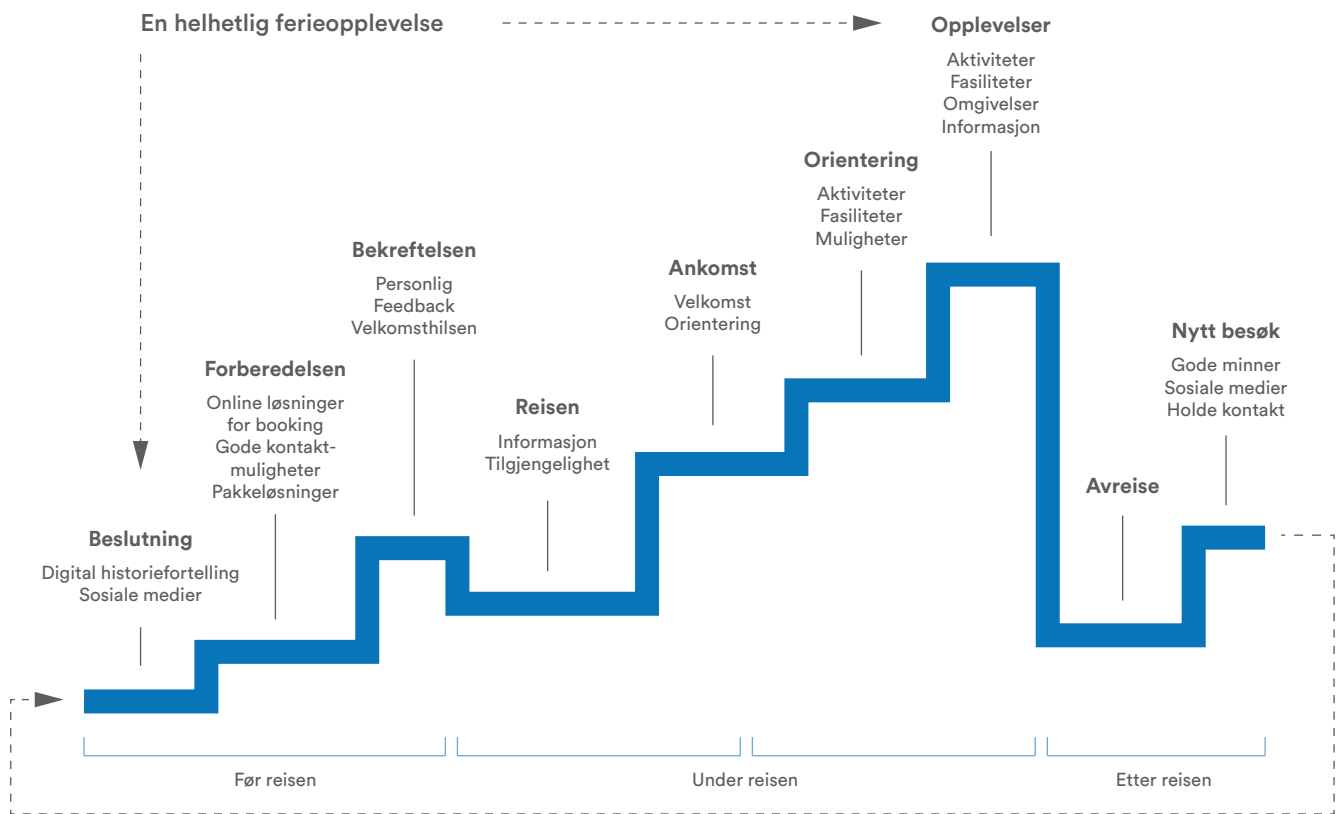 En helhetlig ferieopplevelse
Opplevelser
Aktiviteter
Fasiliteter
Omgivelser
Informasjon
Orientering
Aktiviteter
Fasiliteter
Muligheter
Bekreftelsen
Personlig
Feedback
Velkomsthilsen
Ankomst
Velkomst
Orientering
Nytt besøk
Gode minner
Sosiale medier
Holde kontakt
Forberedelsen
Online løsninger
for booking
Gode kontakt-
muligheter
Pakkeløsninger
Reisen
Informasjon
Tilgjengelighet
Avreise
Beslutning
Digital historiefortelling
Sosiale medier
Før reisen
Under reisen
Etter reisen